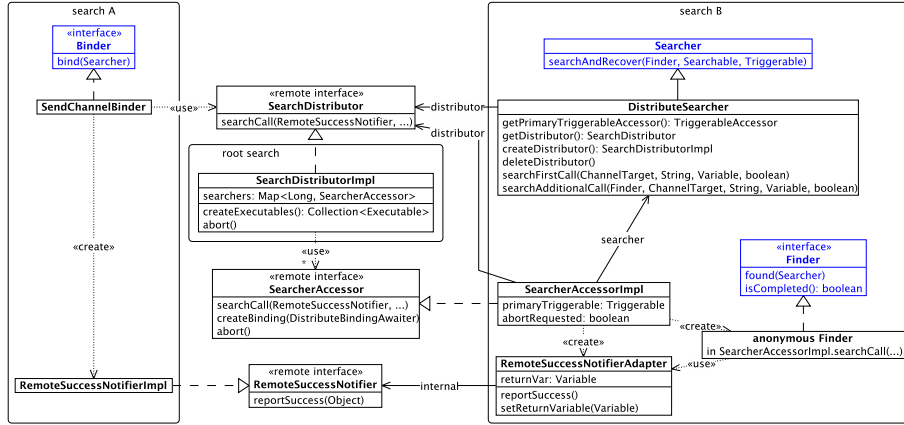 search A
«interface»
Binder
bind(Searcher)
SendChannelBinder
«use»
«create»
RemoteSuccessNotifierImpl
«remote interface»
SearchDistributor
searchCall(RemoteSuccessNotifier, ...)
root search
SearchDistributorImpl
searchers: Map<Long, SearcherAccessor>
createExecutables(): Collection<Executable>
abort()
«use»
*
«remote interface»
SearcherAccessor
searchCall(RemoteSuccessNotifier, ...)
createBinding(DistributeBindingAwaiter)
abort()
«remote interface»
RemoteSuccessNotifier
reportSuccess(Object)
distributor
distributor
internal
search B
Searcher
searchAndRecover(Finder, Searchable, Triggerable)
DistributeSearcher
getPrimaryTriggerableAccessor(): TriggerableAccessor
getDistributor(): SearchDistributor
createDistributor(): SearchDistributorImpl
deleteDistributor()
searchFirstCall(ChannelTarget, String, Variable, boolean)
searchAdditionalCall(Finder, ChannelTarget, String, Variable, boolean)
searcher
«interface»
Finder
found(Searcher)
isCompleted(): boolean
SearcherAccessorImpl
primaryTriggerable: Triggerable
abortRequested: boolean
«create»
«create»
anonymous Finder
in SearcherAccessorImpl.searchCall(...)
«use»
RemoteSuccessNotifierAdapter
returnVar: Variable
reportSuccess()
setReturnVariable(Variable)